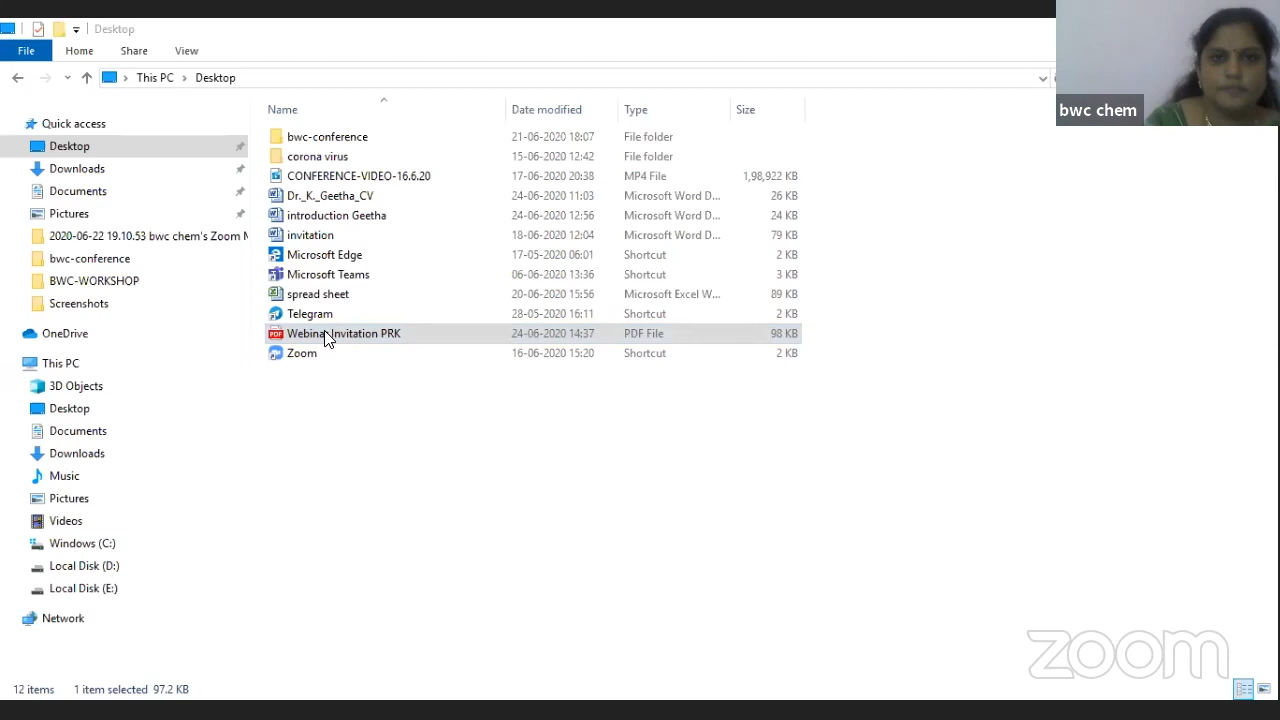 Desktop
File Home Share View
This PC Desktop
bwc chem
Name Date modified Type Size
Quick access
Desktop
Downloads
Documents
Pictures
2020-06-22 19.10.53 bwc chem's Zoom M
bwc-conference
BWC-WORKSHOP
Screenshots
OneDrive
This PC
3D Objects
Desktop
Documents
Downloads
Music
Pictures
Videos
Windows (C:)
Local Disk (D:)
Local Disk (E:)
Network
bwc-conference 21-06-2020 18:07 File folder
corona virus 15-06-2020 12:42 File folder
CONFERENCE-VIDEO-16.6.20 17-06-2020 20:38 MP4 File 1,98,922 KB
Dr._K._Geetha_CV 24-06-2020 11:03 Microsoft Word D... 26 KB
introduction Geetha 24-06-2020 12:56 Microsoft Word D... 24 KB
invitation 18-06-2020 12:04 Microsoft Word D... 79 KB
Microsoft Edge 17-05-2020 06:01 Shortcut 2 KB
Microsoft Teams 06-06-2020 13:36 Shortcut 3 KB
spread sheet 20-06-2020 15:56 Microsoft Excel W... 89 KB
Telegram 28-05-2020 16:11 Shortcut 2 KB
Webinar Invitation PRK 24-06-2020 14:37 PDF File 98 KB
Zoom 16-06-2020 15:20 Shortcut 2 KB
zoom
12 items 1 item selected 97.2 KB